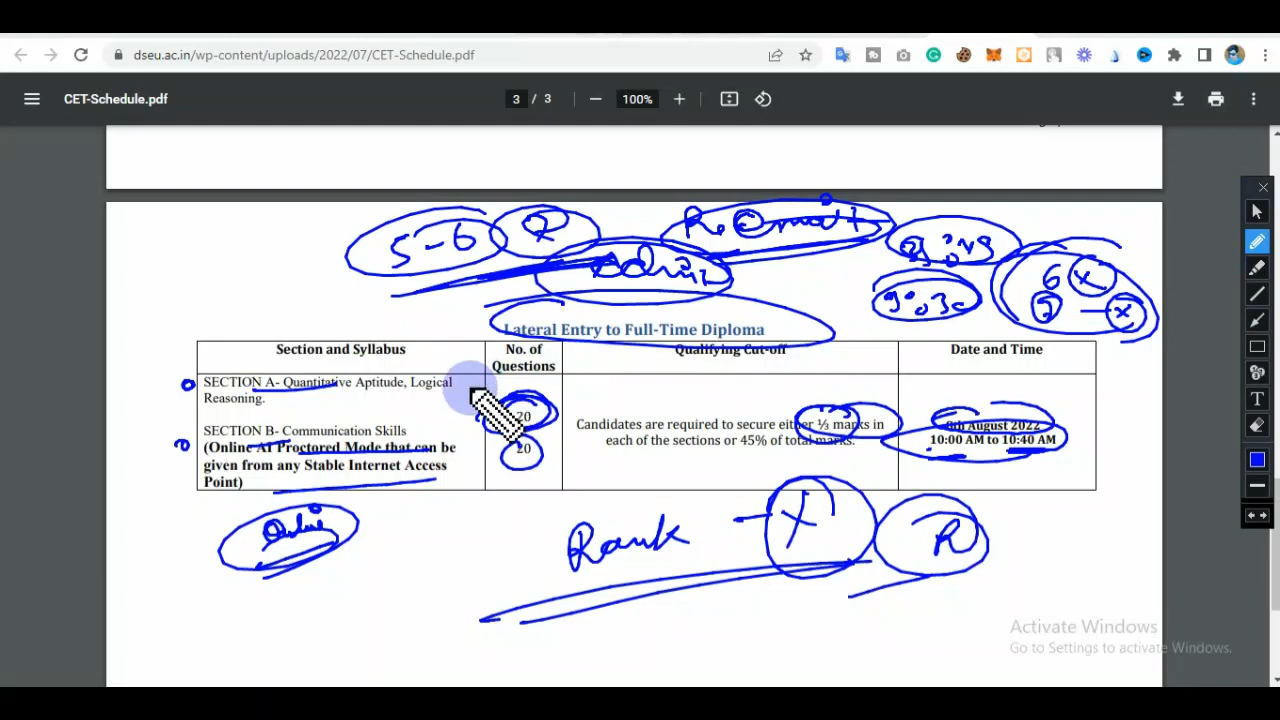 dseu.ac.in/wp-content/uploads/2022/07/CET-Schedule.pdf
CET-Schedule.pdf
3 / 3
100%
5-6
Lateral Entry to Full-Time Diploma
Section and Syllabus
No. of Questions
Qualifying Cut-off
Date and Time
SECTION A- Quantitative Aptitude, Logical
Reasoning.
SECTION B- Communication Skills
(Online AI Proctored Mode that can be
given from any Stable Internet Access
Point)
20
20
Candidates are required to secure either ⅓ marks in
each of the sections or 45% of total marks.
8th August 2022
10:00 AM to 10:40 AM
Online
Rank - X
R
Activate Windows
Go to Settings to activate Windows.